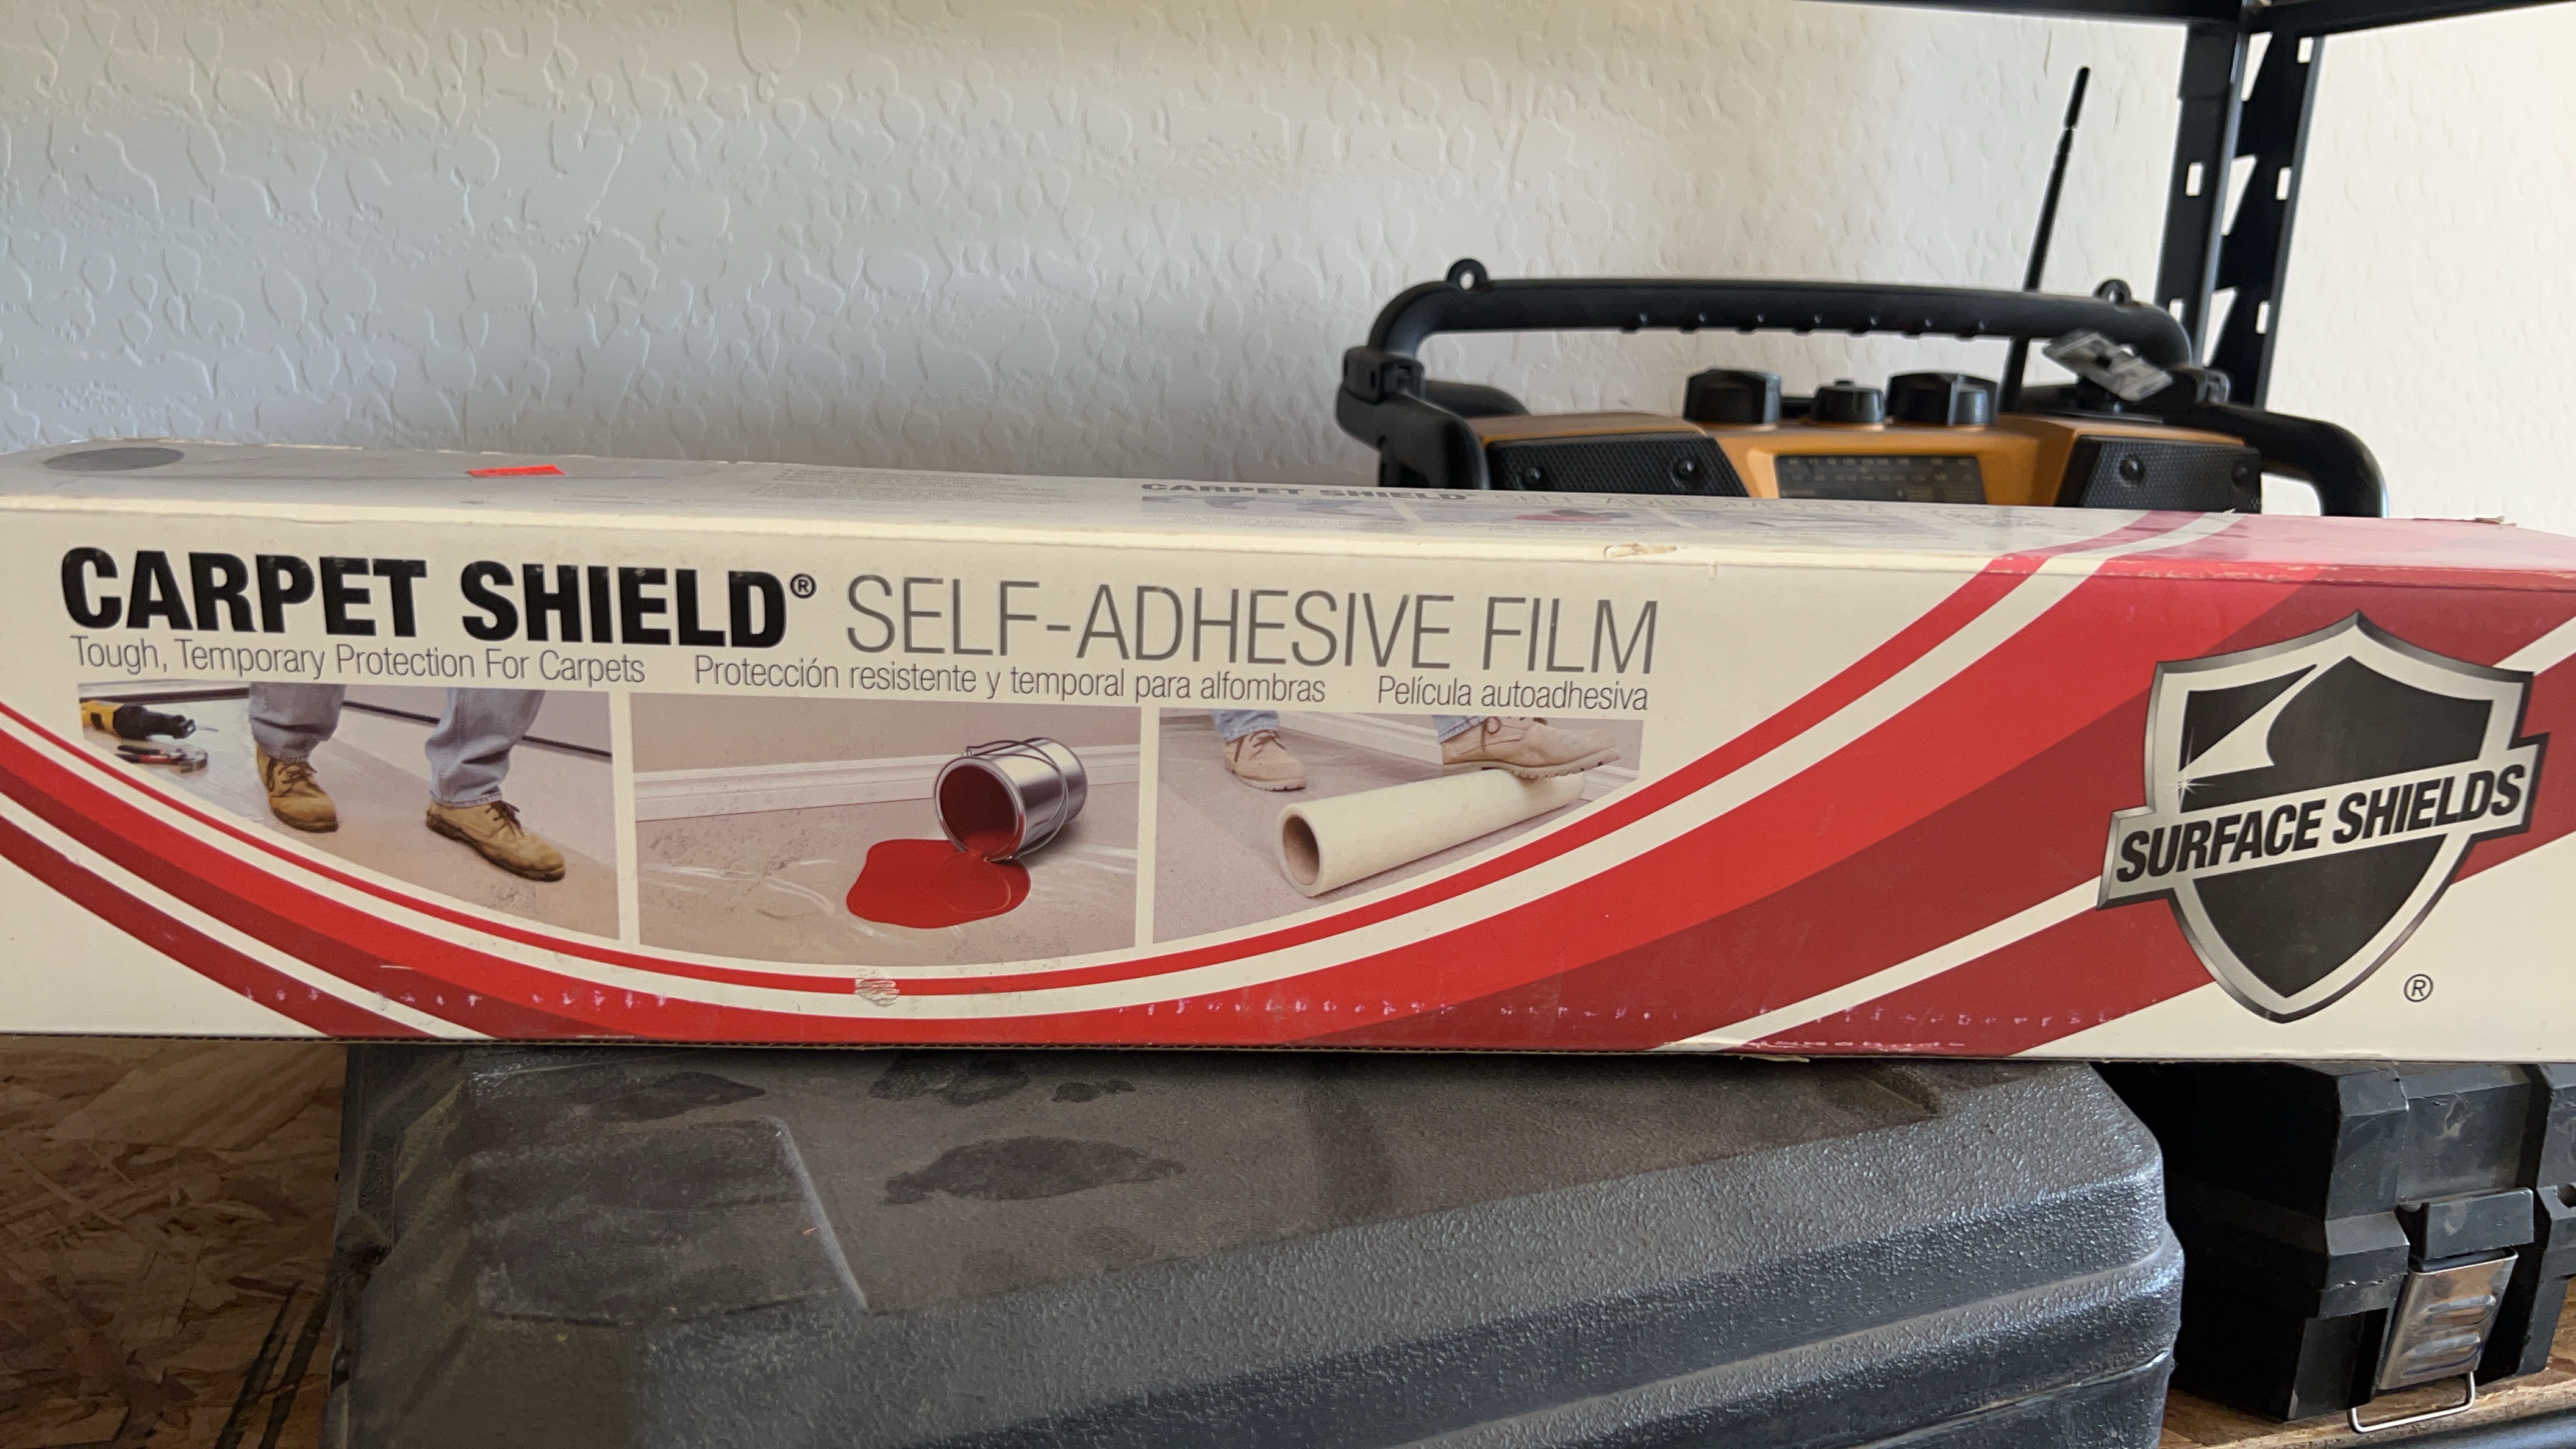 CARPET SHIELD®
CARPET SHIELD® SELF-ADHESIVE FILM
Tough, Temporary Protection For Carpets Protección resistente y temporal para alfombras Película autoadhesiva
SURFACE SHIELDS
®